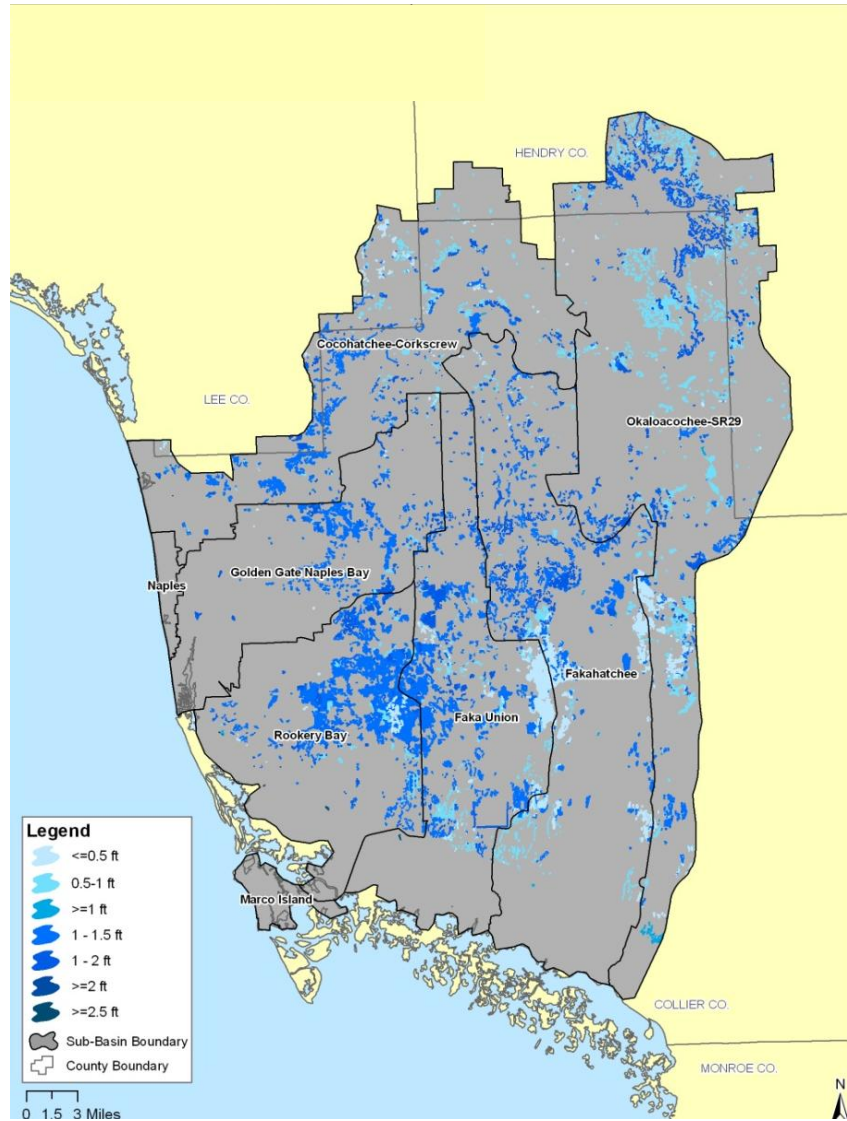 HENDRY CO.
Cocohatchee-Corkscrew
LEE CO.
Okaloacochee-SR29
Naples
Golden Gate Naples Bay
Fakahatchee
Faka Union
Rookery Bay
Legend
<=0.5 ft
0.5-1 ft
>=1 ft
1 - 1.5 ft
1 - 2 ft
>=2 ft
>=2.5 ft
Sub-Basin Boundary
County Boundary
Marco Island
COLLIER CO.
MONROE CO.
0 1.5 3 Miles
N